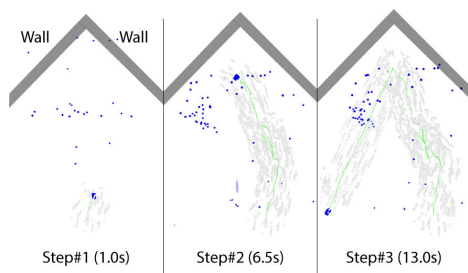 Wall
Wall
Step#1 (1.0s)
Step#2 (6.5s)
Step#3 (13.0s)